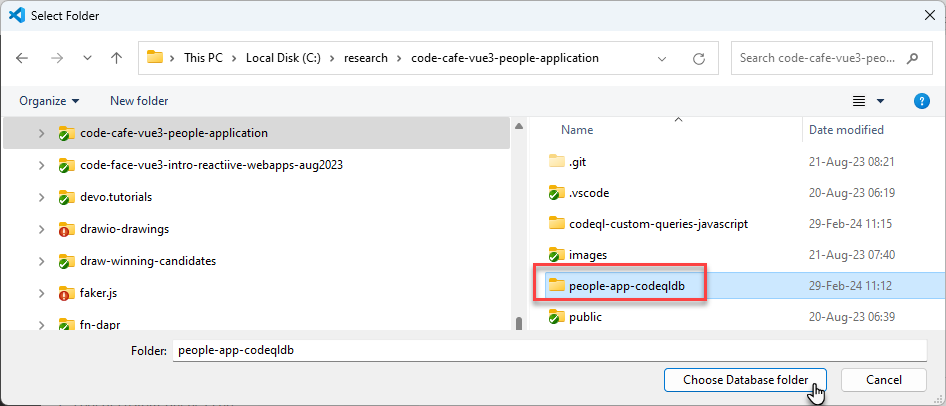 Select Folder
This PC > Local Disk (C:) > research > code-cafe-vue3-people-application
Search code-cafe-vue3-peo...
Organize
New folder
code-cafe-vue3-people-application
code-face-vue3-intro-reactiive-webapps-aug2023
devo.tutorials
drawio-drawings
draw-winning-candidates
faker.js
fn-dapr
Name Date modified
.git 21-Aug-23 08:21
.vscode 20-Aug-23 06:19
codeql-custom-queries-javascript 29-Feb-24 11:15
images 21-Aug-23 07:40
people-app-codeqldb 29-Feb-24 11:12
public 20-Aug-23 06:39
Folder: people-app-codeqldb
Choose Database folder
Cancel